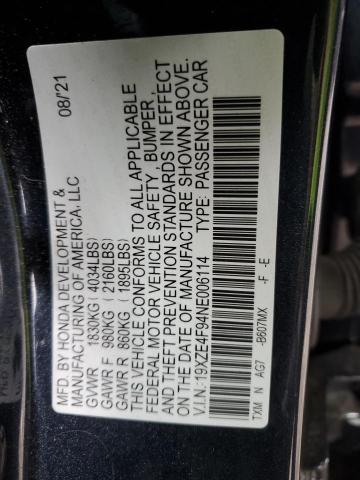 MFD. BY HONDA DEVELOPMENT & 08/'21
MANUFACTURING OF AMERICA, LLC
GVWR 1830KG (4034LBS)
GAWR F 980KG (2160LBS)
GAWR R 860KG (1895LBS)
THIS VEHICLE CONFORMS TO ALL APPLICABLE
FEDERAL MOTOR VEHICLE SAFETY, BUMPER,
AND THEFT PREVENTION STANDARDS IN EFFECT
ON THE DATE OF MANUFACTURE SHOWN ABOVE.
V.I.N.: 19XZE4F94NE006114 TYPE: PASSENGER CAR
TXM N AG7 -B607MX -F -E